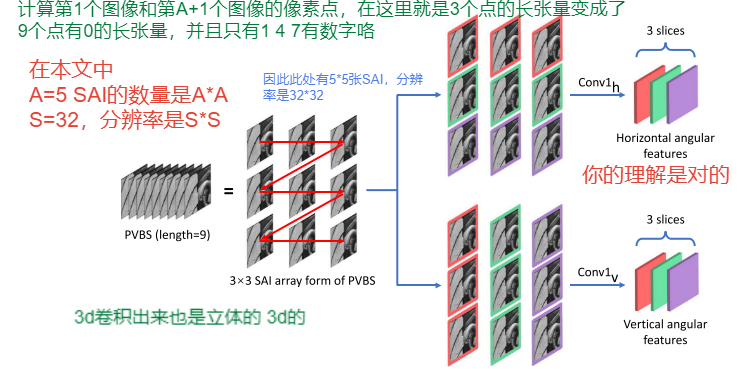 计算第1个图像和第A+1个图像的像素点，在这里就是3个点的长张量变成了
9个点有0的长张量，并且只有1 4 7有数字咯
在本文中
A=5 SAI的数量是A*A
S=32，分辨率是S*S
因此此处有5*5张SAI，分辨
率是32*32
PVBS (length=9)
=
3×3 SAI array form of PVBS
3d卷积出来也是立体的 3d的
Conv1h
3 slices
Horizontal angular
features
你的理解是对的
Conv1v
3 slices
Vertical angular
features